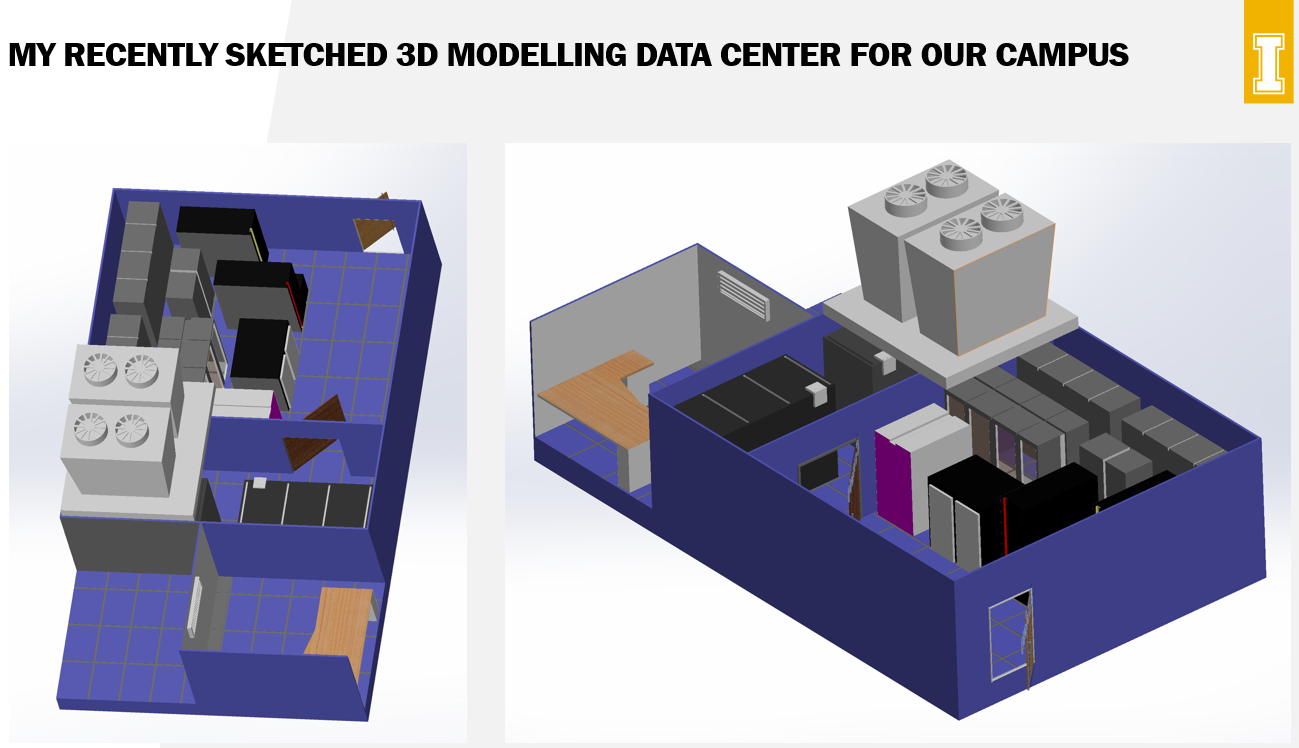 MY RECENTLY SKETCHED 3D MODELLING DATA CENTER FOR OUR CAMPUS
I